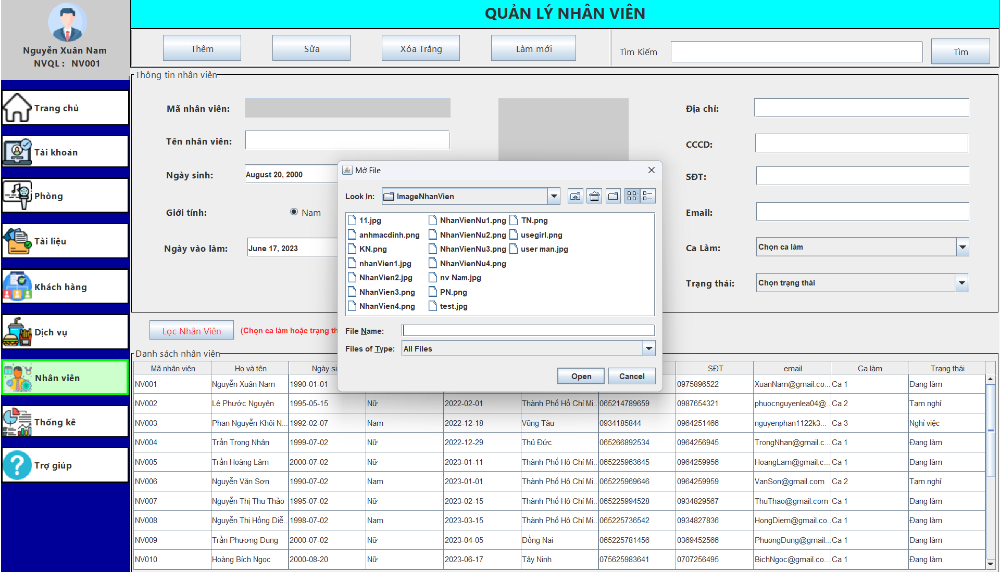 Nguyễn Xuân Nam
NVQL : NV001
Trang chủ
Tài khoản
Phòng
Tài liệu
Khách hàng
Dịch vụ
Nhân viên
Thống kê
Trợ giúp
QUẢN LÝ NHÂN VIÊN
Thêm Sửa Xóa Trắng Làm mới Tìm Kiếm Tìm
Thông tin nhân viên
Mã nhân viên:
Tên nhân viên:
Ngày sinh: August 20, 2000
Giới tính: Nam
Ngày vào làm: June 17, 2023
Địa chỉ:
CCCD:
SĐT:
Email:
Ca Làm: Chọn ca làm
Trạng thái: Chọn trạng thái
Mở File
Look In: ImageNhanVien
11.jpg
anhmacdinh.png
KN.png
nhanVien1.jpg
NhanVien2.jpg
NhanVien3.png
NhanVien4.png
NhanVienNu1.png
NhanVienNu2.png
NhanVienNu3.png
NhanVienNu4.png
nv Nam.jpg
PN.png
test.jpg
TN.png
usegirl.png
user man.jpg
File Name:
Files of Type: All Files
Open Cancel
Lọc Nhân Viên (Chọn ca làm hoặc trạng th
Danh sách nhân viên
Mã nhân viên Họ và tên Ngày si SĐT email Ca làm Trạng thái
NV001 Nguyễn Xuân Nam 1990-01-01 0975896522 XuanNam@gmail.co... Ca 1 Đang làm
NV002 Lê Phước Nguyên 1995-05-15 Nữ 2022-02-01 Thành Phố Hồ Chí Mi... 065214789659 0987654321 phuocnguyenlea04@... Ca 2 Tạm nghỉ
NV003 Phan Nguyễn Khôi N... 1992-02-07 Nam 2022-12-18 Vũng Tàu 0934185844 0964251466 nguyenphan1122k3... Ca 3 Nghỉ việc
NV004 Trần Trọng Nhân 1999-07-02 Nữ 2022-12-29 Thủ Đức 065266892534 0964256945 TrongNhan@gmail.c... Ca 1 Đang làm
NV005 Trần Hoàng Lâm 2000-07-02 Nữ 2023-01-11 Thành Phố Hồ Chí Mi... 065225963645 0964259956 HoangLam@gmail.c... Ca 1 Đang làm
NV006 Nguyễn Văn Sơn 1990-07-02 Nam 2023-01-01 Thành Phố Hồ Chí Mi... 065225969646 0964259959 VanSon@gmail.com Ca 2 Tạm nghỉ
NV007 Nguyễn Thị Thu Thảo 1995-07-02 Nữ 2023-02-15 Thành Phố Hồ Chí Mi... 065225994528 0934829567 ThuThao@gmail.com Ca 1 Đang làm
NV008 Nguyễn Thị Hồng Diễ... 1998-07-02 Nam 2023-03-15 Thành Phố Hồ Chí Mi... 065225736542 0934827836 HongDiem@gmail.co... Ca 1 Đang làm
NV009 Trần Phương Dung 2000-07-02 Nữ 2023-04-05 Đồng Nai 065225781456 0369452566 PhuongDung@gmail... Ca 1 Đang làm
NV010 Hoàng Bích Ngọc 2000-08-20 Nữ 2023-06-17 Tây Ninh 075625983641 0707256495 BichNgoc@gmail.co... Ca 1 Đang làm